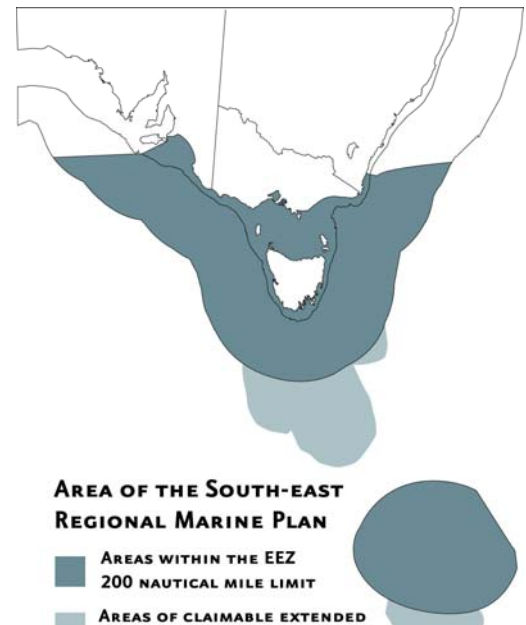 AREA OF THE SOUTH-EAST
REGIONAL MARINE PLAN
AREAS WITHIN THE EEZ
200 NAUTICAL MILE LIMIT
AREAS OF CLAIMABLE EXTENDED